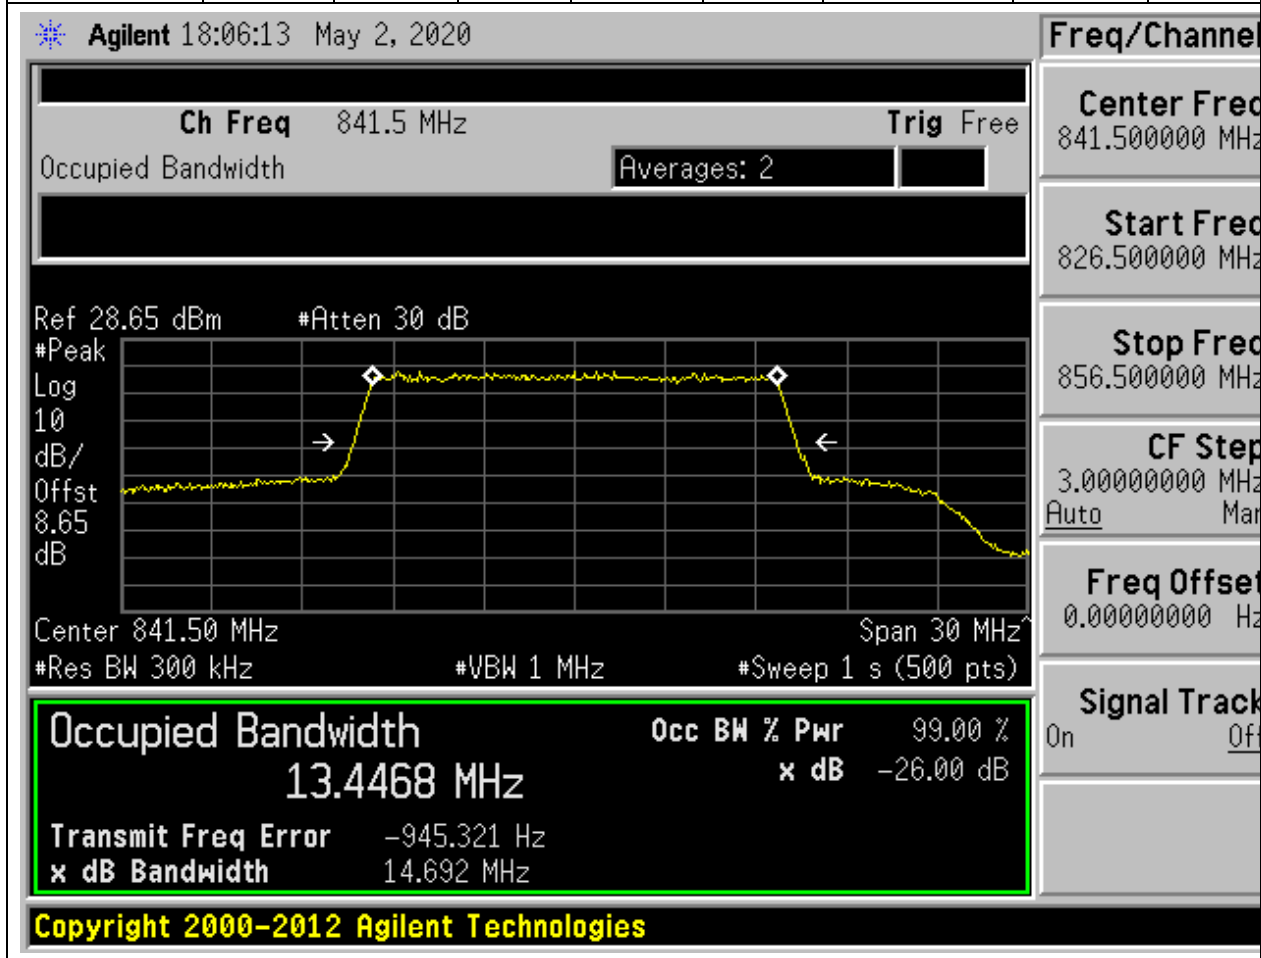 Agilent 18:06:13 May 2, 2020
Freq/Channel
Ch Freq 841.5 MHz Trig Free
Occupied Bandwidth Averages: 2
Center Freq
841.500000 MHz
Start Freq
826.500000 MHz
Stop Freq
856.500000 MHz
CF Step
3.00000000 MHz
Auto Man
Freq Offset
0.00000000 Hz
Signal Track
On Off
Ref 28.65 dBm #Atten 30 dB
#Peak
Log
10
dB/
Offst
8.65
dB
Center 841.50 MHz Span 30 MHz^
#Res BW 300 kHz #VBW 1 MHz #Sweep 1 s (500 pts)
Occupied Bandwidth Occ BW % Pwr 99.00 %
13.4468 MHz x dB -26.00 dB
Transmit Freq Error -945.321 Hz
x dB Bandwidth 14.692 MHz
Copyright 2000-2012 Agilent Technologies